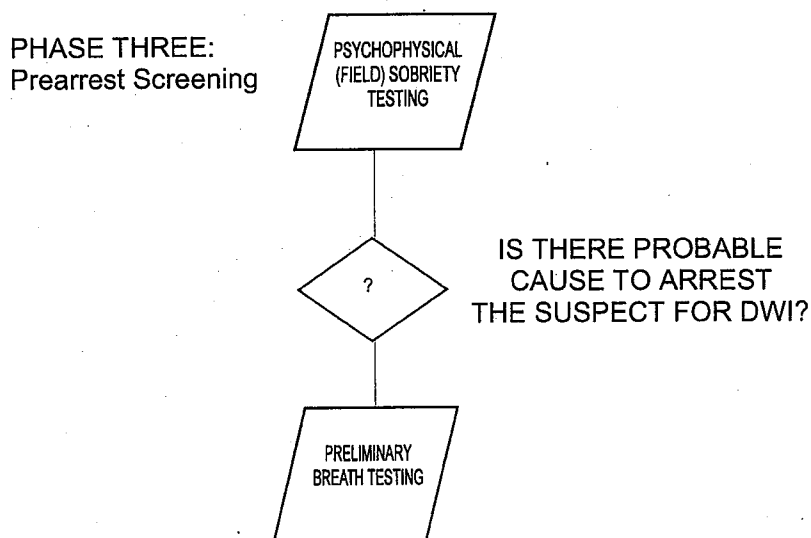 PHASE THREE:
Prearrest Screening
PSYCHOPHYSICAL
(FIELD) SOBRIETY
TESTING
?
IS THERE PROBABLE
CAUSE TO ARREST
THE SUSPECT FOR DWI?
PRELIMINARY
BREATH TESTING